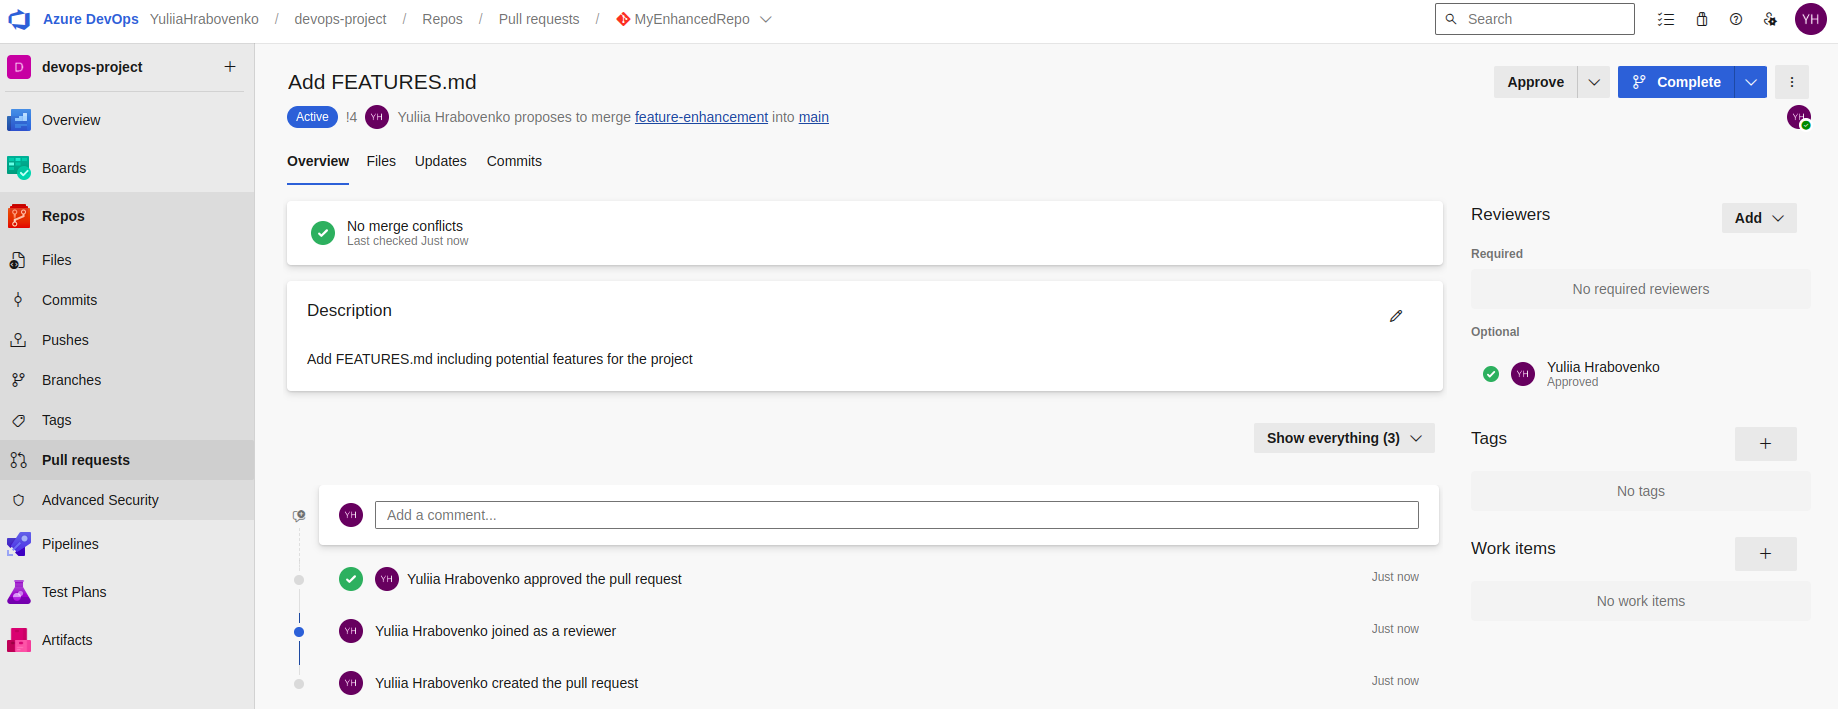 Azure DevOps YuliiaHrabovenko / devops-project / Repos / Pull requests / MyEnhancedRepo
Search
YH
D devops-project +
Overview
Boards
Repos
Files
Commits
Pushes
Branches
Tags
Pull requests
Advanced Security
Pipelines
Test Plans
Artifacts
Add FEATURES.md
Approve
Complete
Active !4 YH Yuliia Hrabovenko proposes to merge feature-enhancement into main
YH
Overview Files Updates Commits
No merge conflicts
Last checked Just now
Description
Add FEATURES.md including potential features for the project
Show everything (3)
YH Add a comment...
YH Yuliia Hrabovenko approved the pull request Just now
YH Yuliia Hrabovenko joined as a reviewer Just now
YH Yuliia Hrabovenko created the pull request Just now
Reviewers
Add
Required
No required reviewers
Optional
YH Yuliia Hrabovenko
Approved
Tags +
No tags
Work items +
No work items